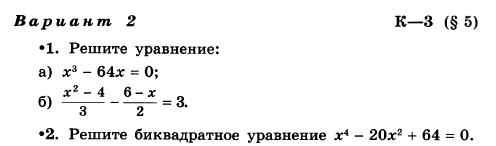 Вариант 2 К—3 (§ 5)
•1. Решите уравнение:
а) x³ – 64x = 0;
б) (x² – 4)/3 – (6 – x)/2 = 3.
•2. Решите биквадратное уравнение x⁴ – 20x² + 64 = 0.